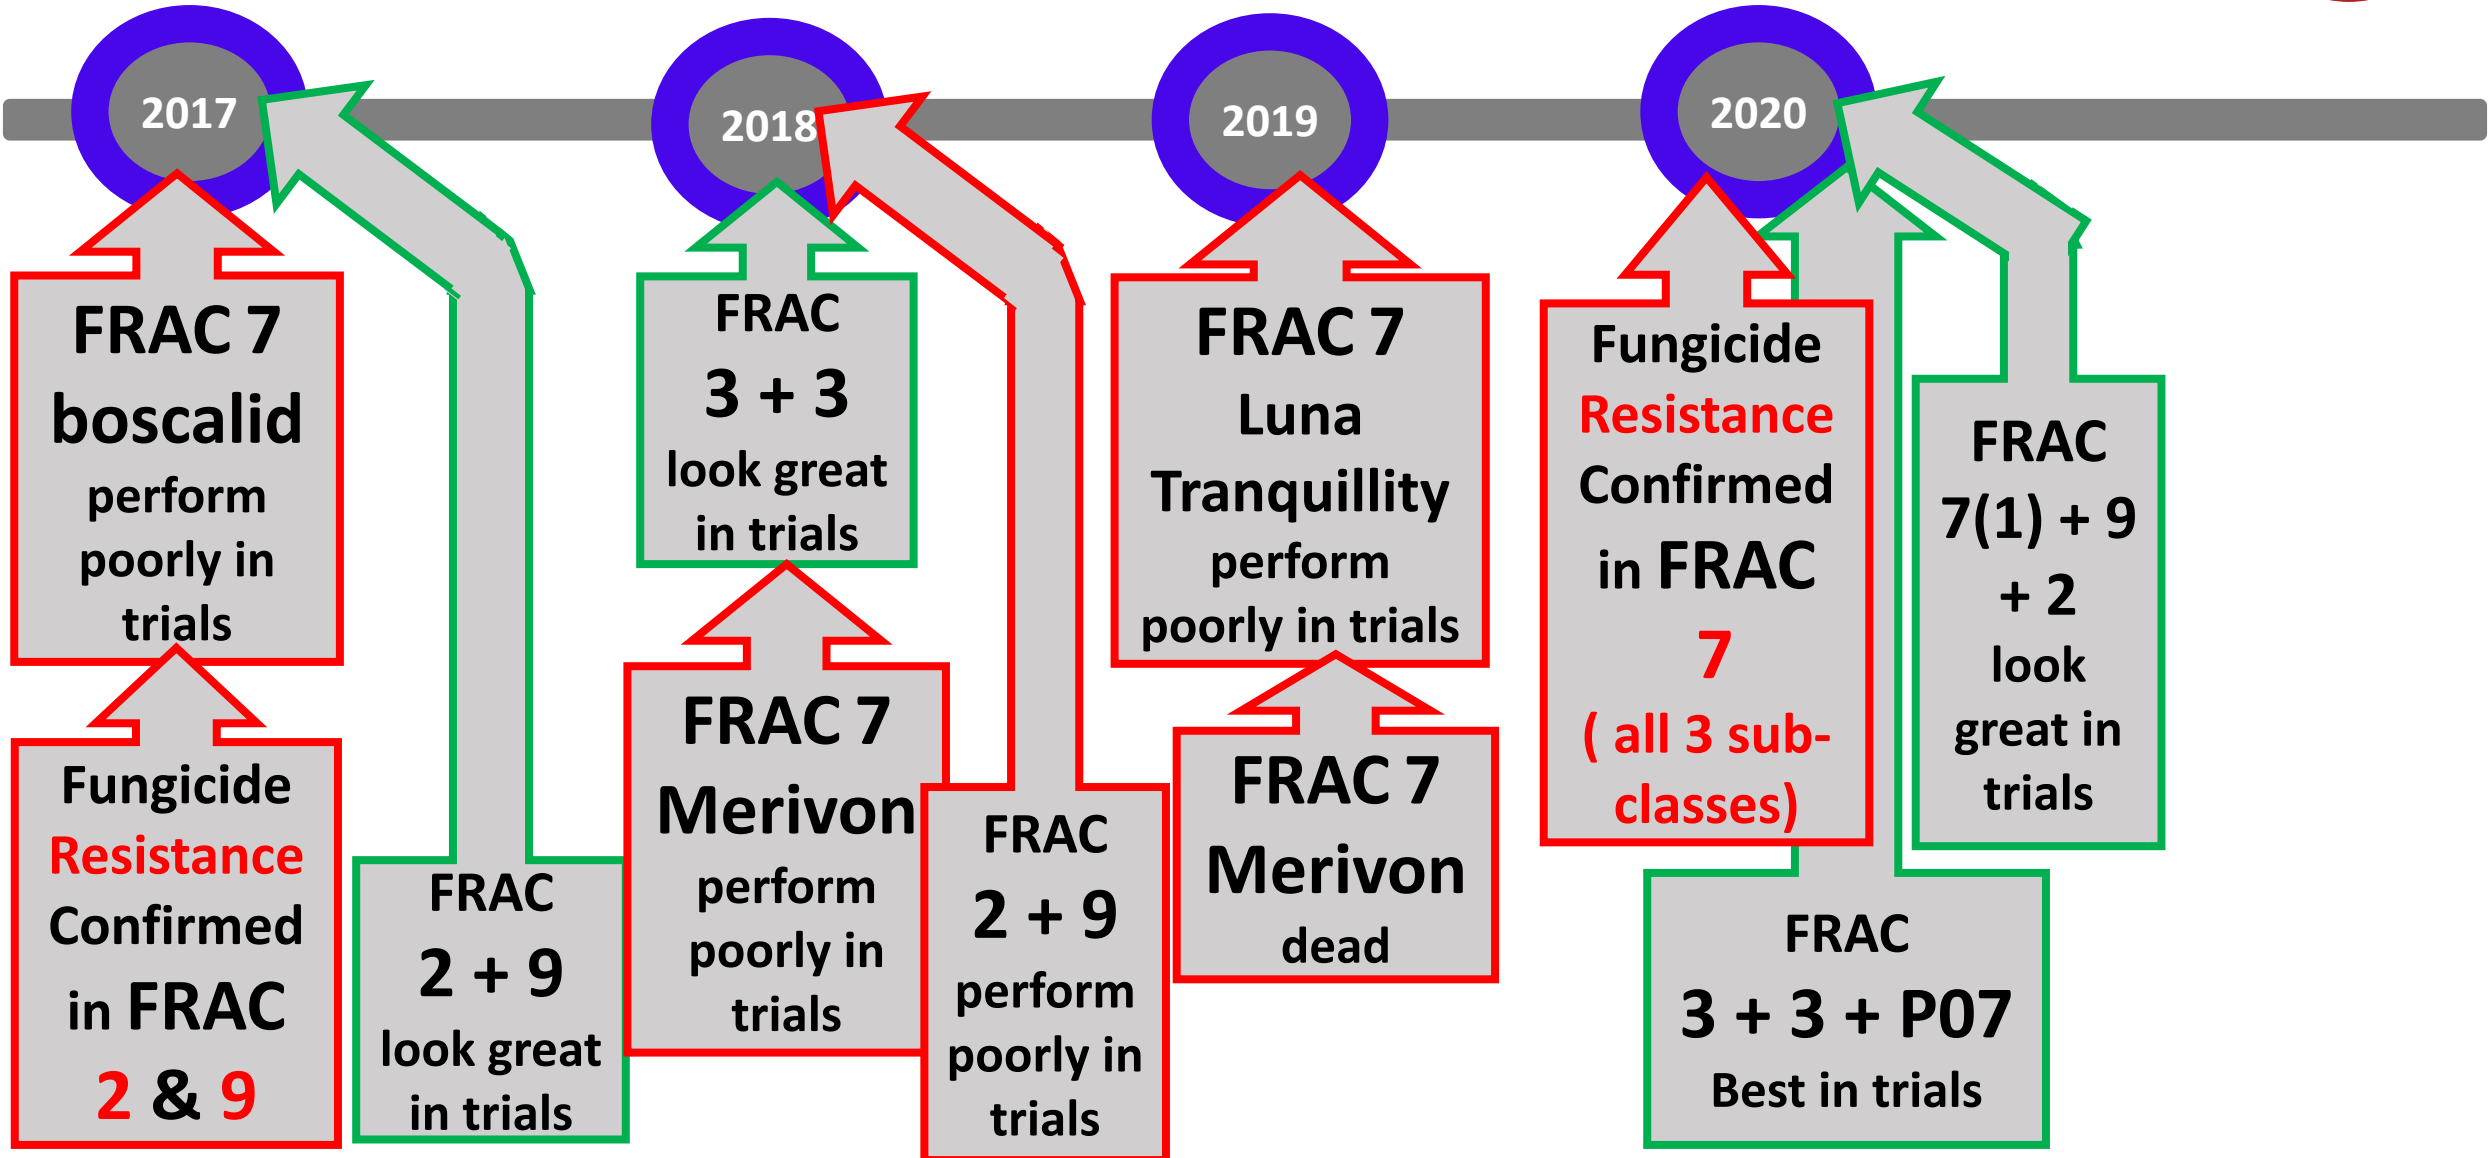 2017
2018
2019
2020
FRAC 7
boscalid
perform
poorly in
trials
Fungicide
Resistance
Confirmed
in FRAC
2 & 9
FRAC
2 + 9
look great
in trials
FRAC
3 + 3
look great
in trials
FRAC 7
Merivon
perform
poorly in
trials
FRAC
2 + 9
perform
poorly in
trials
FRAC 7
Luna
Tranquillity
perform
poorly in trials
FRAC 7
Merivon
dead
Fungicide
Resistance
Confirmed
in FRAC
7
( all 3 sub-
classes)
FRAC
7(1) + 9
+ 2
look
great in
trials
FRAC
3 + 3 + P07
Best in trials